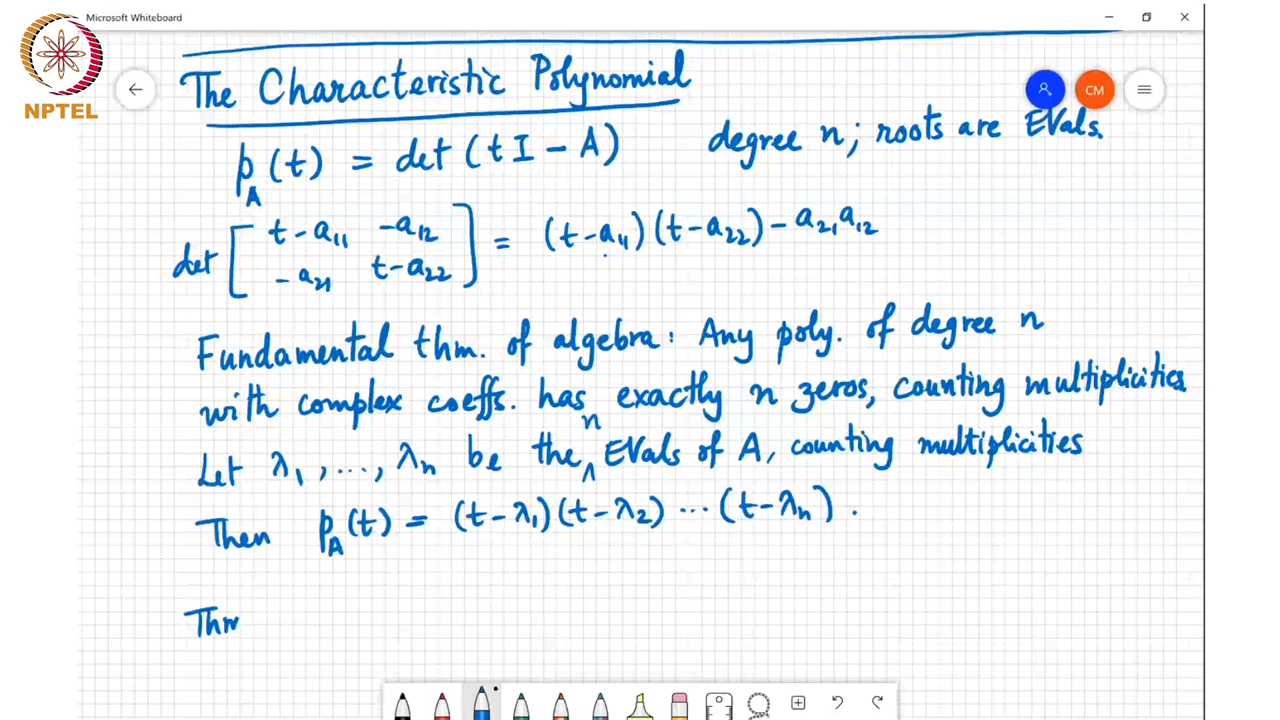 Microsoft Whiteboard
NPTEL
CM
The Characteristic Polynomial
p_A(t) = det(tI - A) degree n; roots are EVals.
det [ t-a₁₁ -a₁₂ ; -a₂₁ t-a₂₂ ] = (t-a₁₁)(t-a₂₂) - a₂₁a₁₂
Fundamental thm. of algebra: Any poly. of degree n
with complex coeffs. has exactly n zeros, counting multiplicities
Let λ₁, ..., λₙ be the n EVals of A, counting multiplicities
Then p_A(t) = (t-λ₁)(t-λ₂) ... (t-λₙ).
Thm